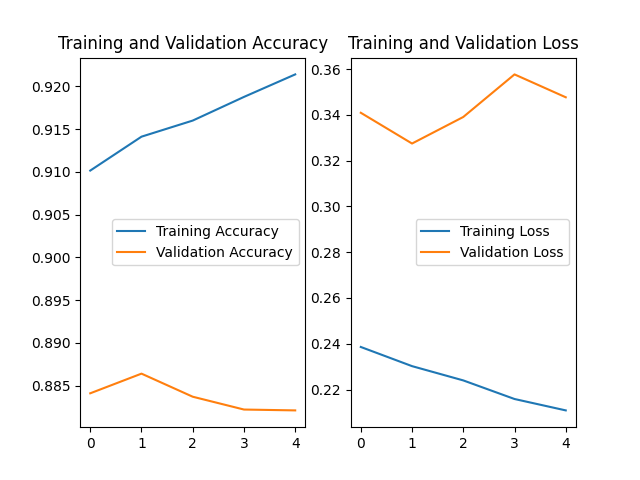 Training and Validation Accuracy
0.920
0.915
0.910
0.905
0.900
0.895
0.890
0.885
0 1 2 3 4
Training Accuracy
Validation Accuracy
Training and Validation Loss
0.36
0.34
0.32
0.30
0.28
0.26
0.24
0.22
0 1 2 3 4
Training Loss
Validation Loss